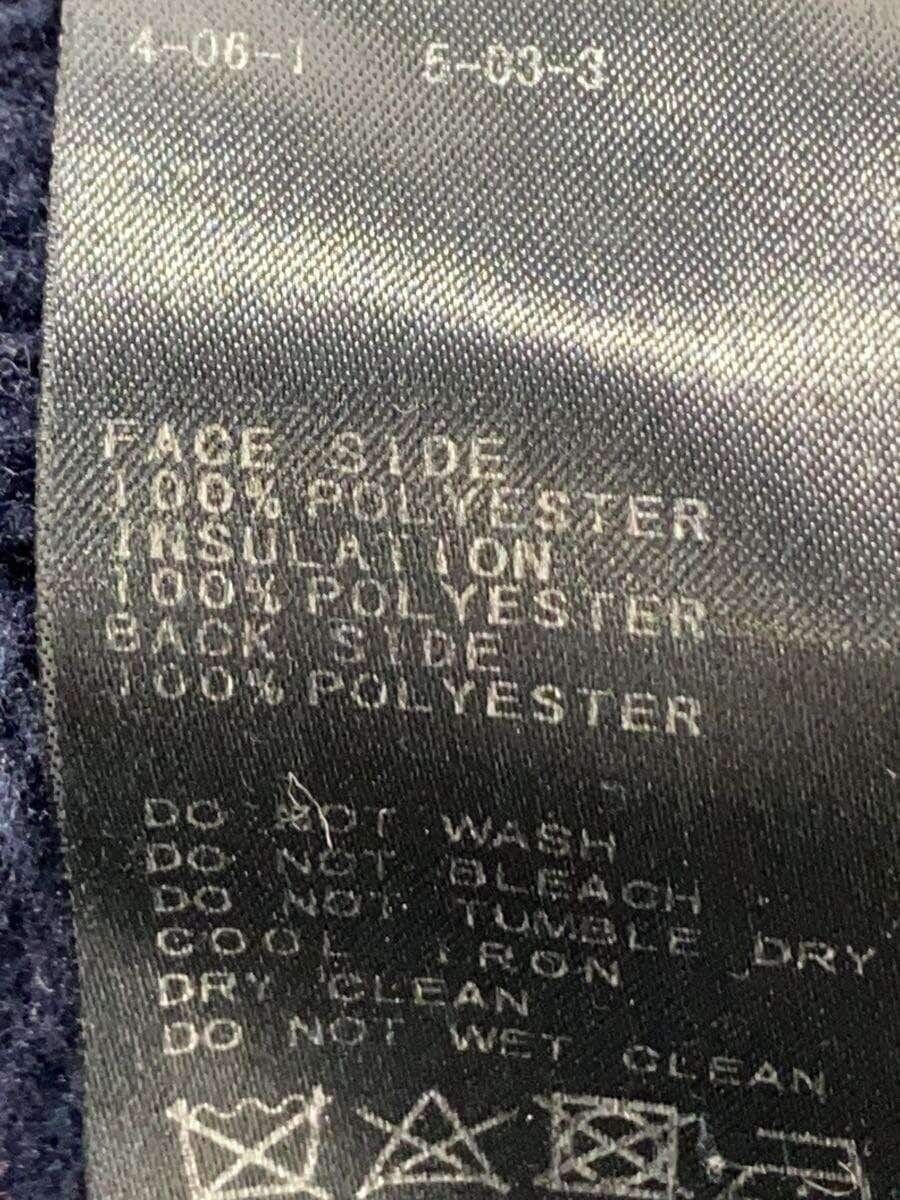 4-06-1 5-03-3
FACE SIDE
100% POLYESTER
INSULATION
100% POLYESTER
BACK SIDE
100% POLYESTER
DO NOT WASH
DO NOT BLEACH
DO NOT TUMBLE DRY
COOL IRON
DRY CLEAN
DO NOT WET CLEAN